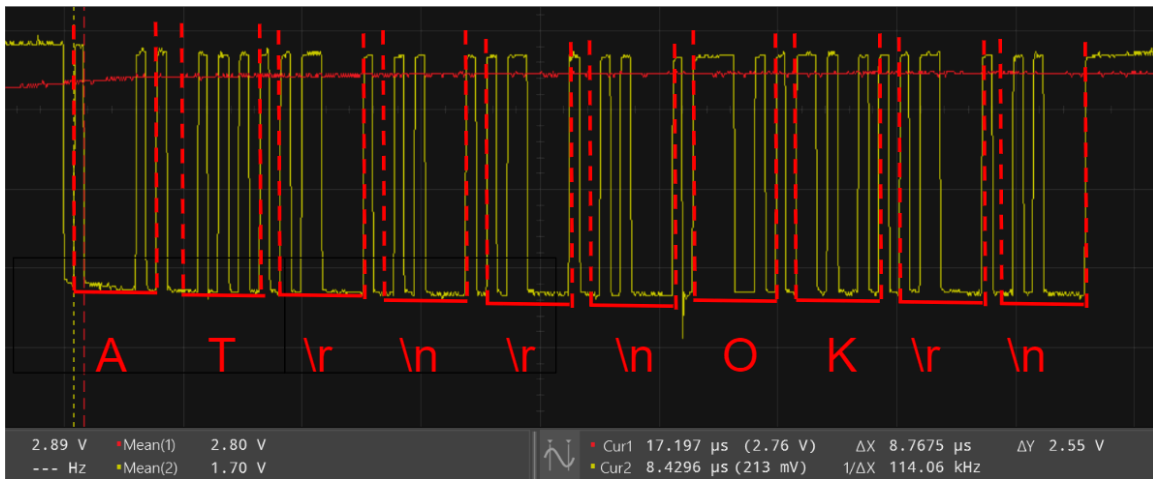 A T \r \n \r \n O K \r \n
2.89 V Mean(1) 2.80 V Cur1 17.197 µs (2.76 V) ΔX 8.7675 µs ΔY 2.55 V
--- Hz Mean(2) 1.70 V Cur2 8.4296 µs (213 mV) 1/ΔX 114.06 kHz